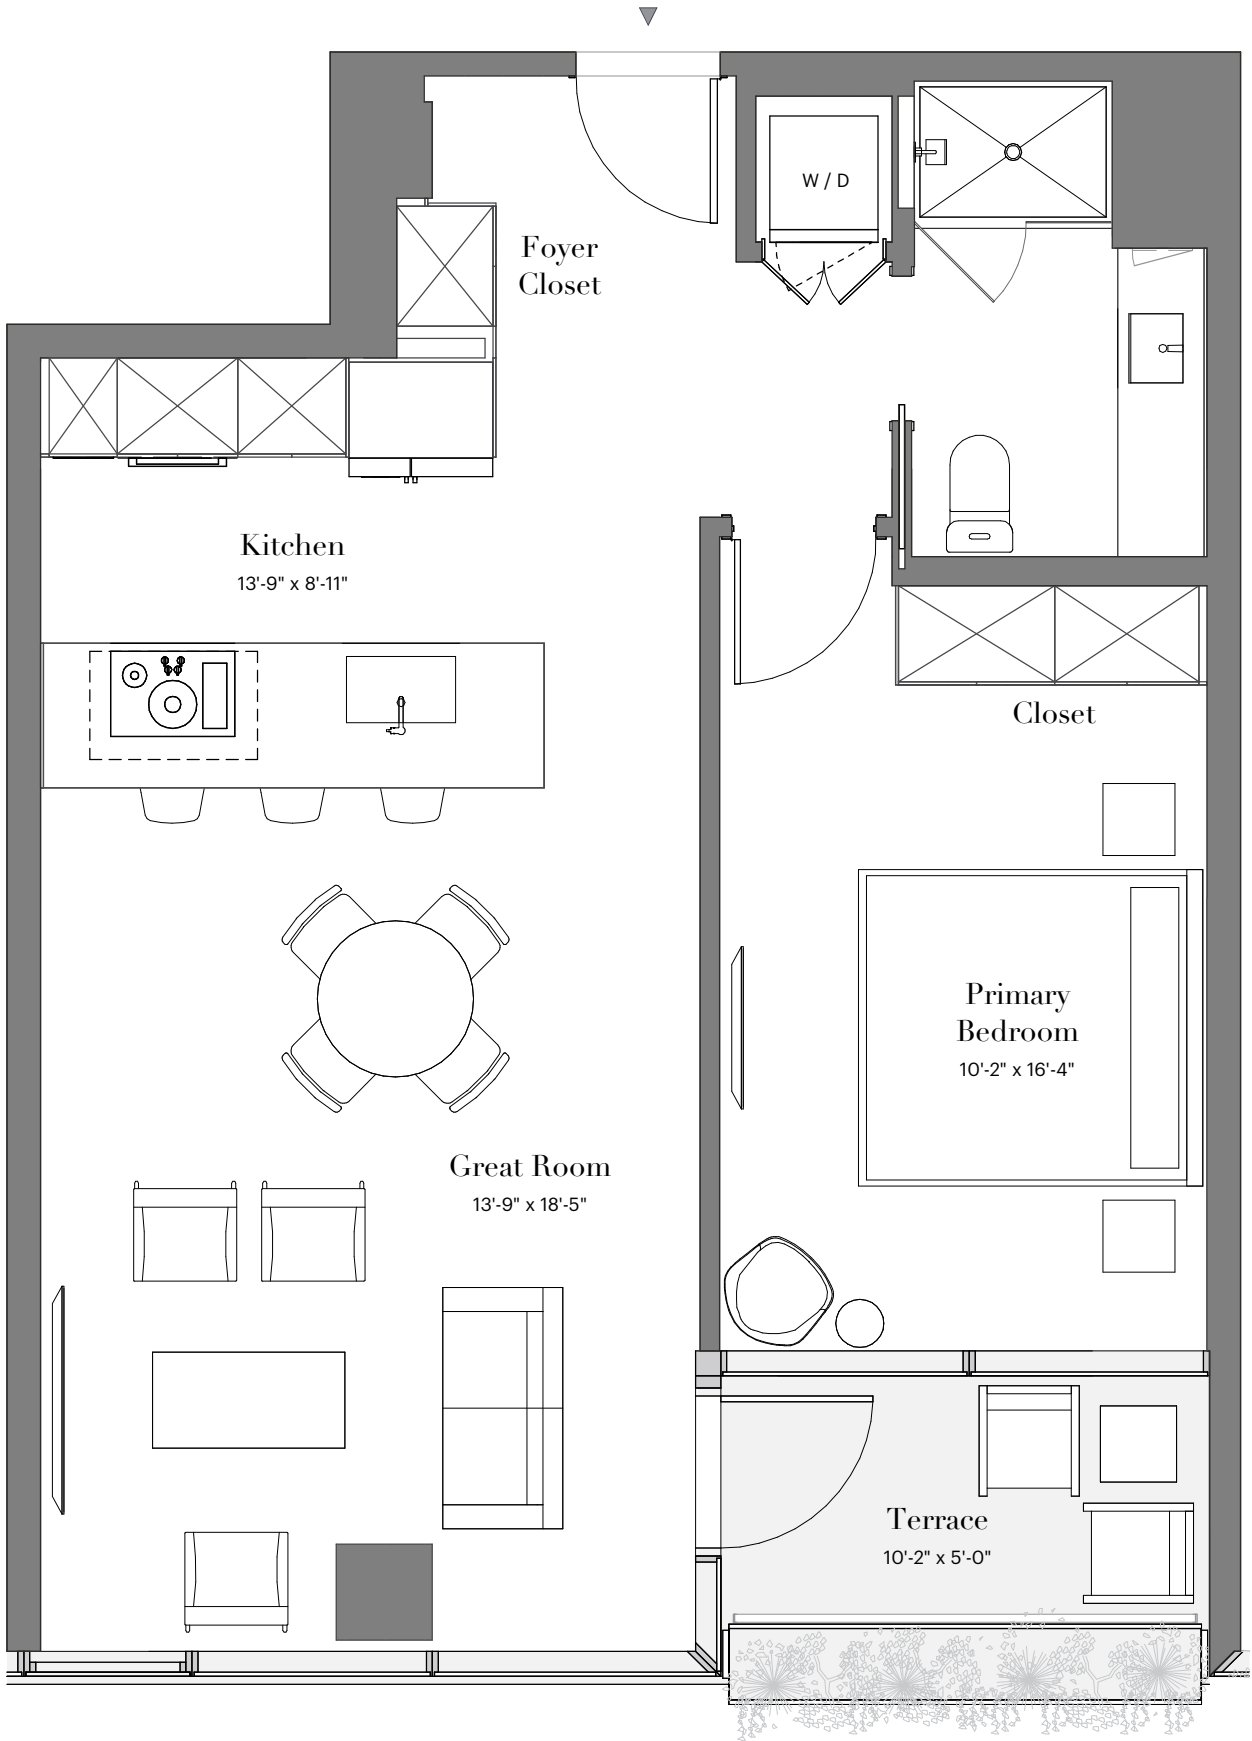 W / D
Foyer
Closet
Kitchen
13'-9" x 8'-11"
Closet
Primary
Bedroom
10'-2" x 16'-4"
Great Room
13'-9" x 18'-5"
Terrace
10'-2" x 5'-0"